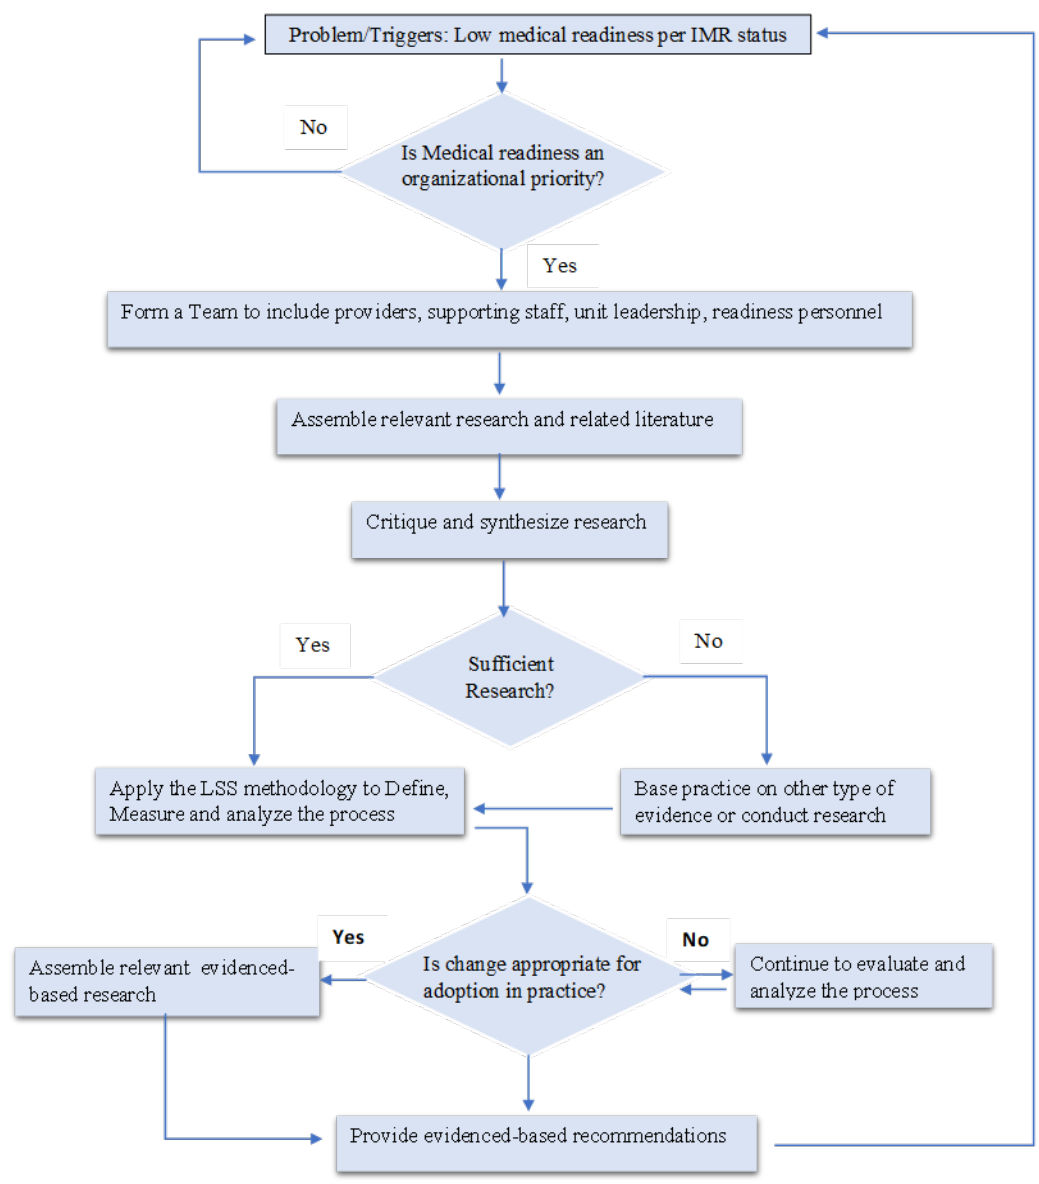 Problem/Triggers: Low medical readiness per IMR status
No
Is Medical readiness an
organizational priority?
Yes
Form a Team to include providers, supporting staff, unit leadership, readiness personnel
Assemble relevant research and related literature
Critique and synthesize research
Yes
No
Sufficient
Research?
Apply the LSS methodology to Define,
Measure and analyze the process
Base practice on other type of
evidence or conduct research
Yes
No
Is change appropriate for
adoption in practice?
Assemble relevant evidenced-
based research
Continue to evaluate and
analyze the process
Provide evidenced-based recommendations